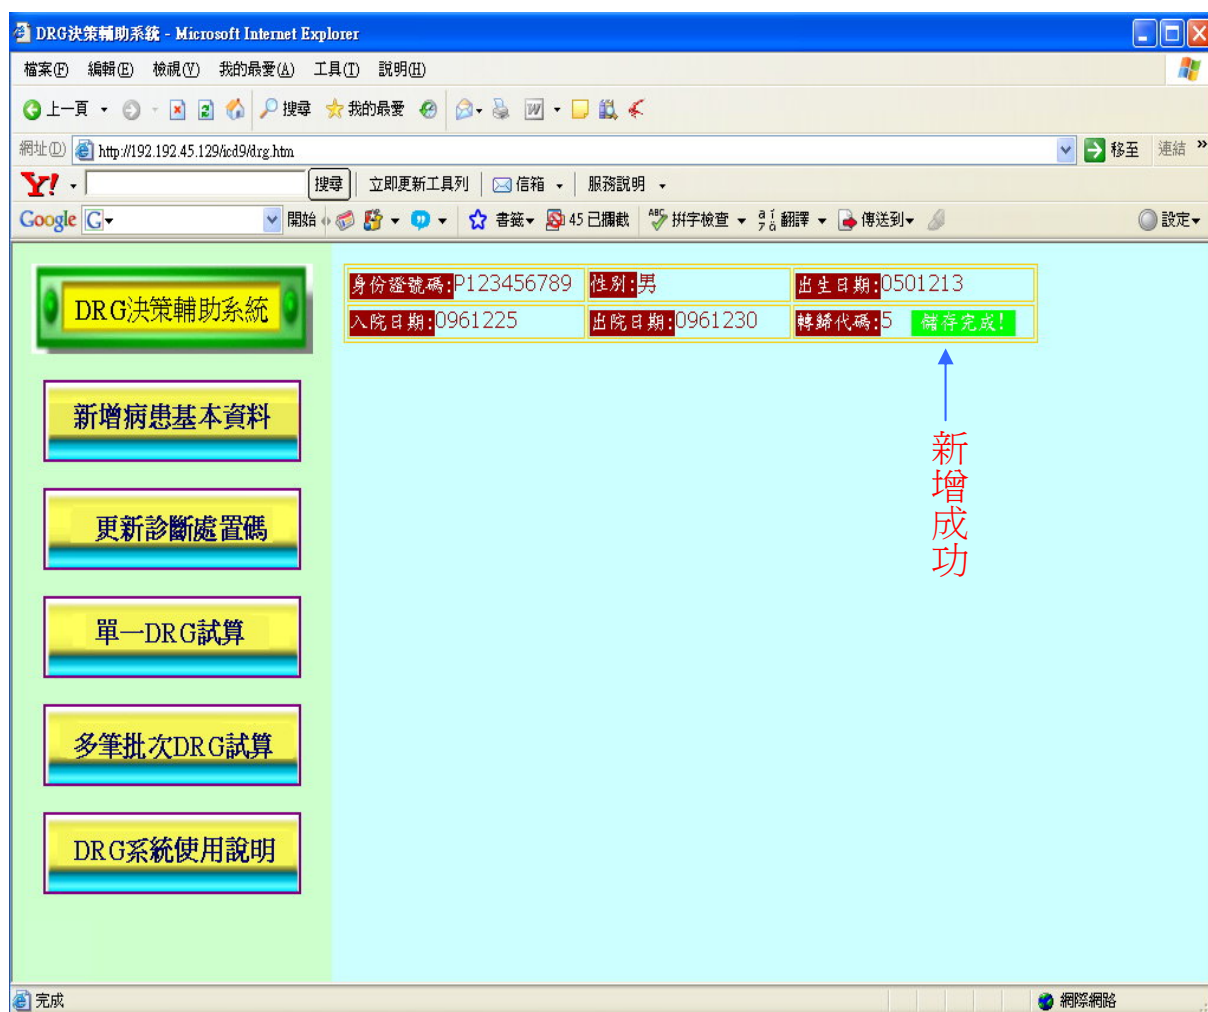 DRG決策輔助系統 - Microsoft Internet Explorer
檔案(F) 編輯(E) 檢視(V) 我的最愛(A) 工具(T) 說明(H)
上一頁 搜尋 我的最愛
網址(D) http://192.192.45.129/icd9/drg.htm 移至 連結 »
Y! 搜尋 立即更新工具列 信箱 服務說明
Google G 開始 書籤 45 已攔截 ABC 拼字檢查 翻譯 傳送到 設定
DRG決策輔助系統
身份證號碼:P123456789 性別:男 出生日期:0501213
入院日期:0961225 出院日期:0961230 轉歸代碼:5 儲存完成!
新增成功
新增病患基本資料
更新診斷處置碼
單一DRG試算
多筆批次DRG試算
DRG系統使用說明
完成 網際網路